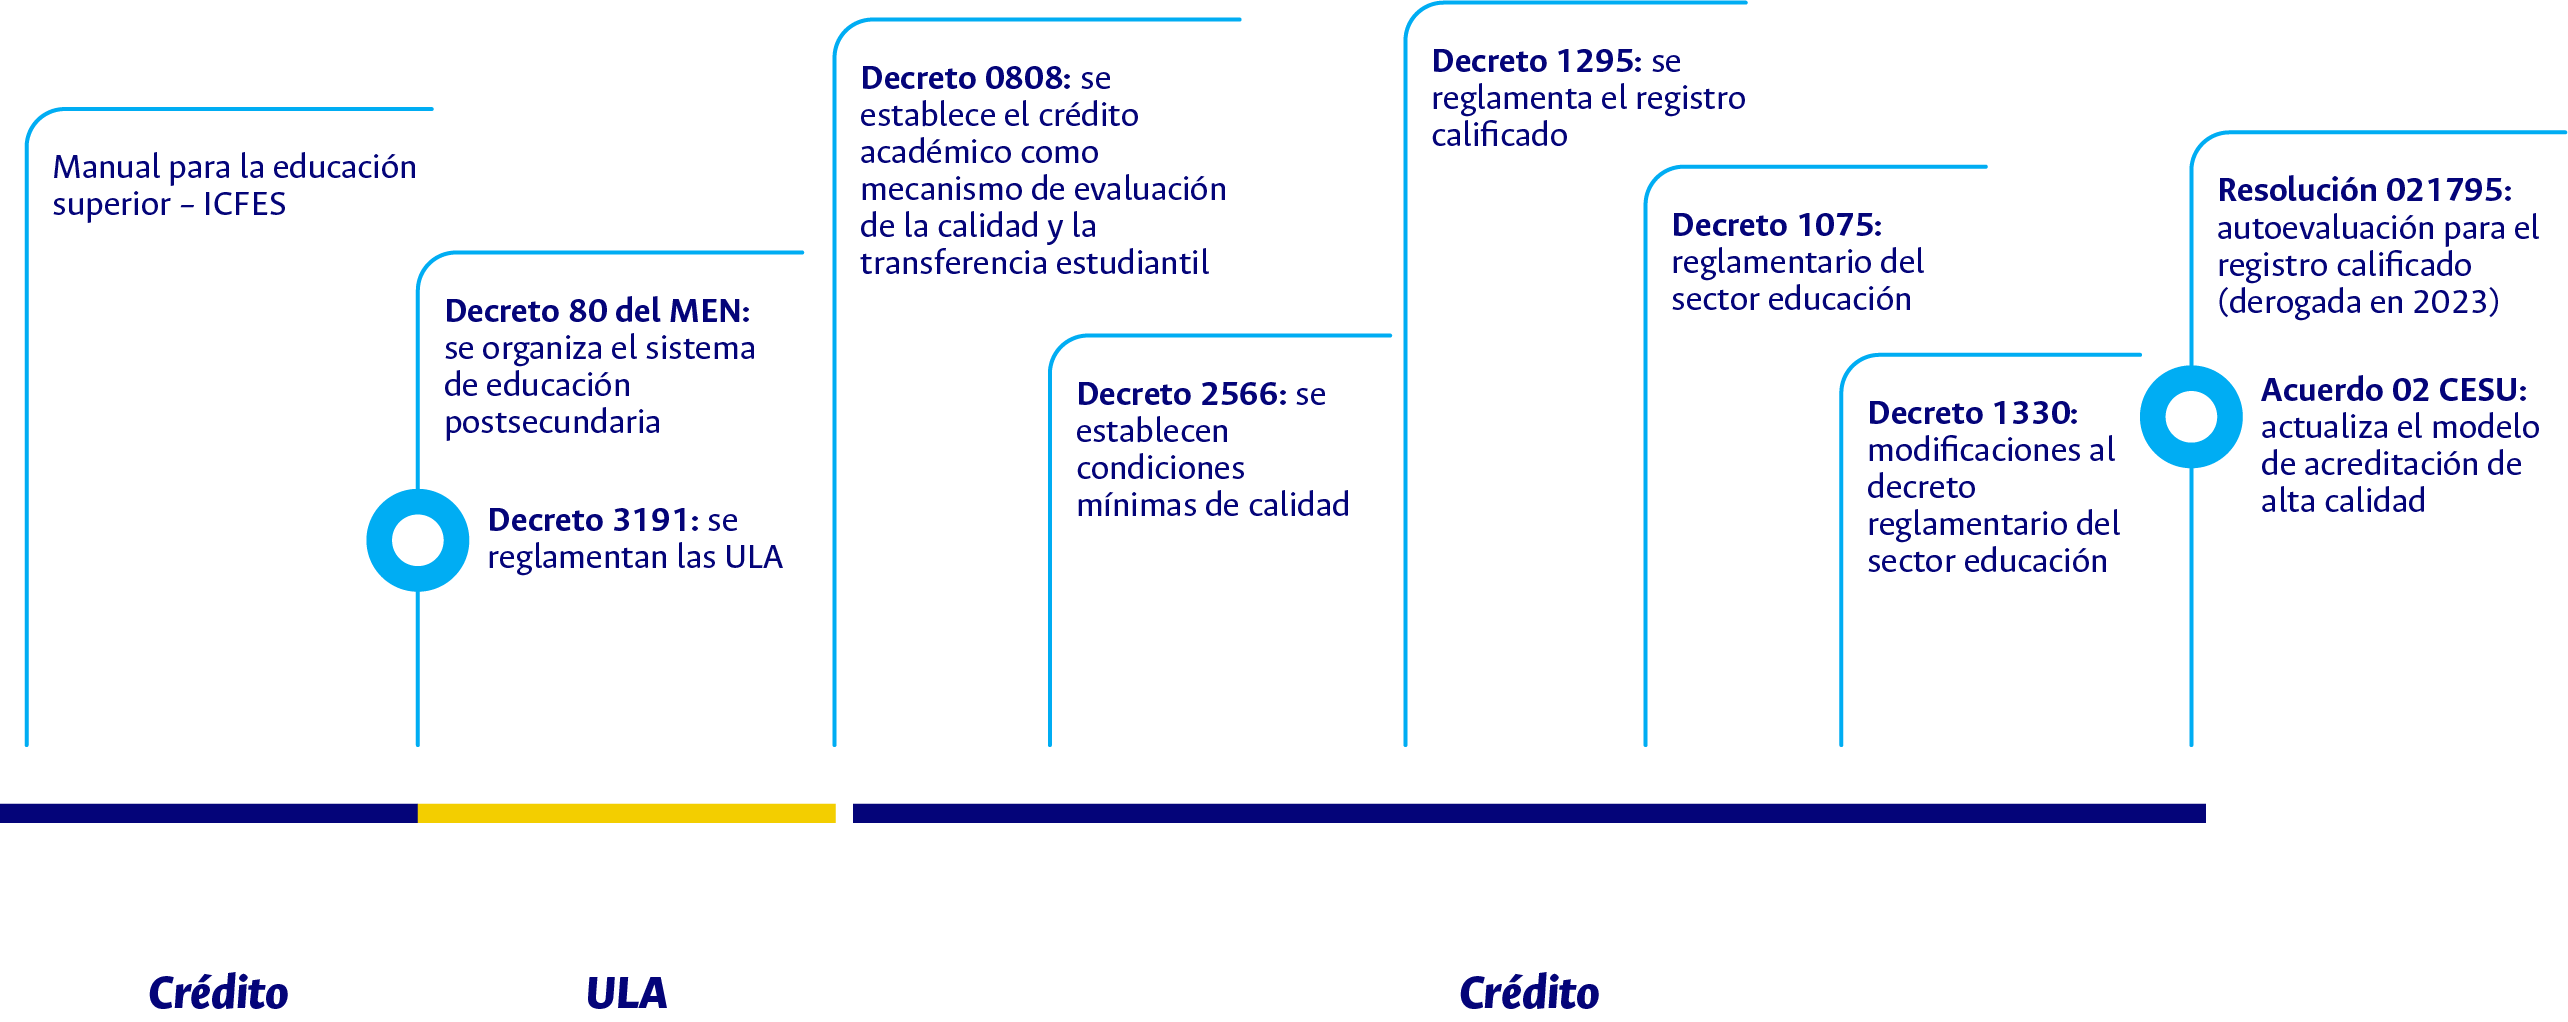 Manual para la educación
superior – ICFES
Decreto 80 del MEN:
se organiza el sistema
de educación
postsecundaria
Decreto 3191: se
reglamentan las ULA
Decreto 0808: se
establece el crédito
académico como
mecanismo de evaluación
de la calidad y la
transferencia estudiantil
Decreto 2566: se
establecen
condiciones
mínimas de calidad
Decreto 1295: se
reglamenta el registro
calificado
Decreto 1075:
reglamentario del
sector educación
Decreto 1330:
modificaciones al
decreto
reglamentario del
sector educación
Resolución 021795:
autoevaluación para el
registro calificado
(derogada en 2023)
Acuerdo 02 CESU:
actualiza el modelo
de acreditación de
alta calidad
Crédito
ULA
Crédito